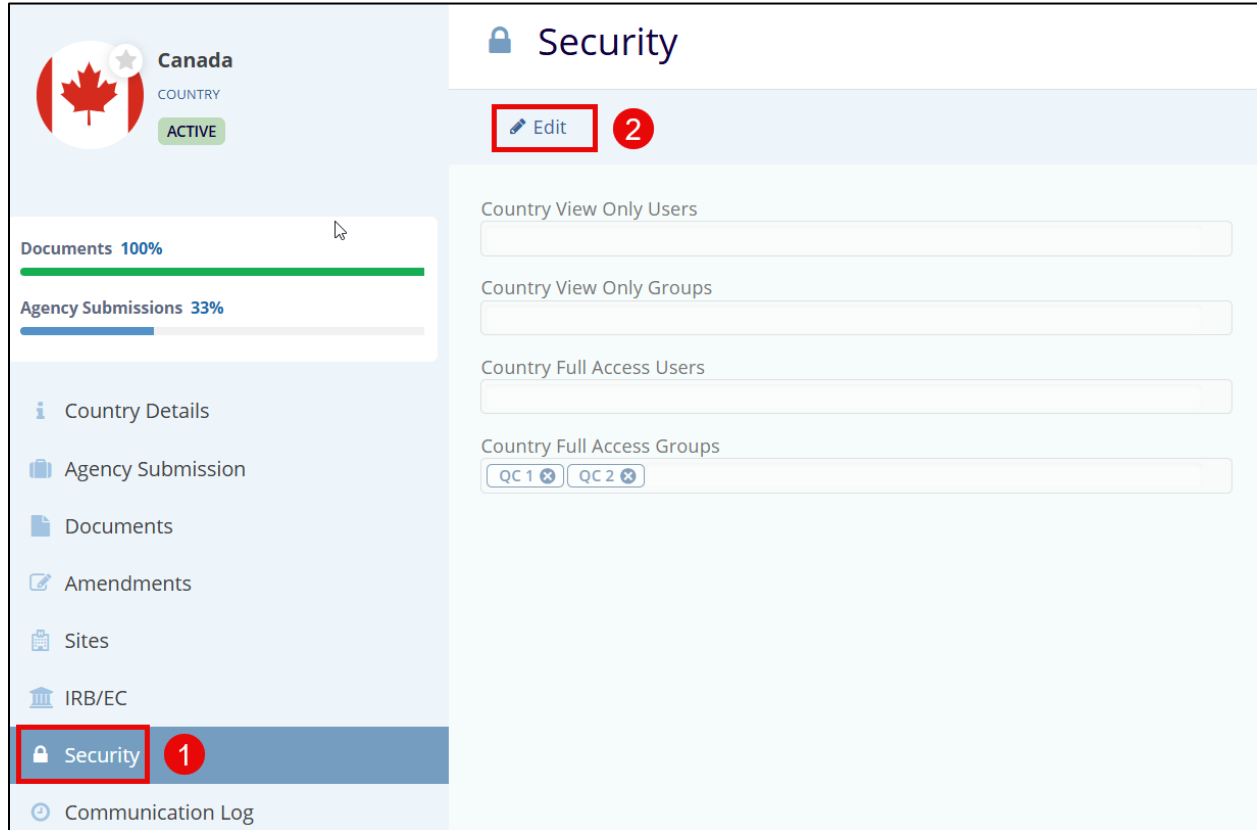 Canada
COUNTRY
ACTIVE
Documents 100%
Agency Submissions 33%
Country Details
Agency Submission
Documents
Amendments
Sites
IRB/EC
Security 1
Communication Log
Security
Edit 2
Country View Only Users
Country View Only Groups
Country Full Access Users
Country Full Access Groups
QC 1 QC 2